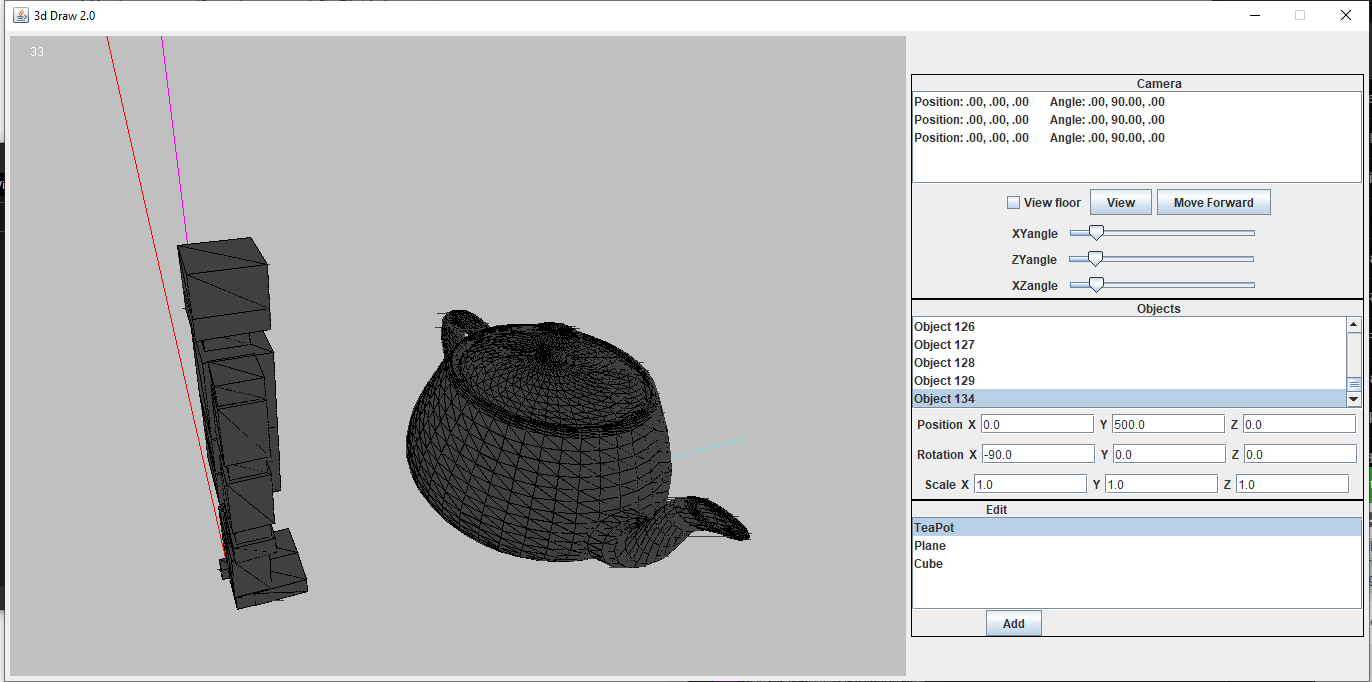 3d Draw 2.0
33
Camera
Position: .00, .00, .00 Angle: .00, 90.00, .00
Position: .00, .00, .00 Angle: .00, 90.00, .00
Position: .00, .00, .00 Angle: .00, 90.00, .00
View floor View Move Forward
XYangle
ZYangle
XZangle
Objects
Object 126
Object 127
Object 128
Object 129
Object 134
Position X 0.0 Y 500.0 Z 0.0
Rotation X -90.0 Y 0.0 Z 0.0
Scale X 1.0 Y 1.0 Z 1.0
Edit
TeaPot
Plane
Cube
Add